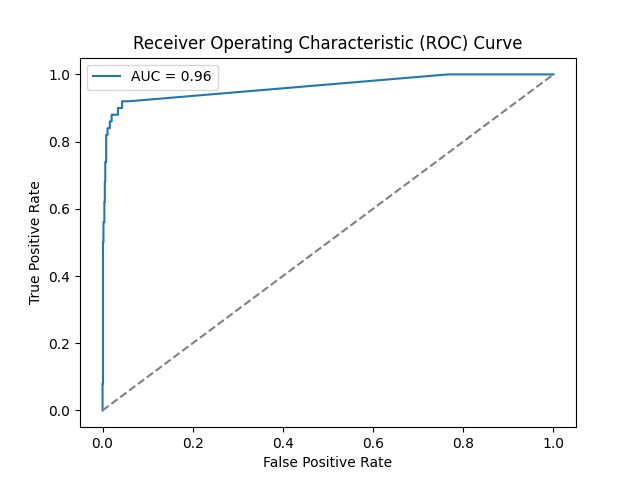 Receiver Operating Characteristic (ROC) Curve
AUC = 0.96
1.0
0.8
0.6
0.4
0.2
0.0
True Positive Rate
0.0 0.2 0.4 0.6 0.8 1.0
False Positive Rate